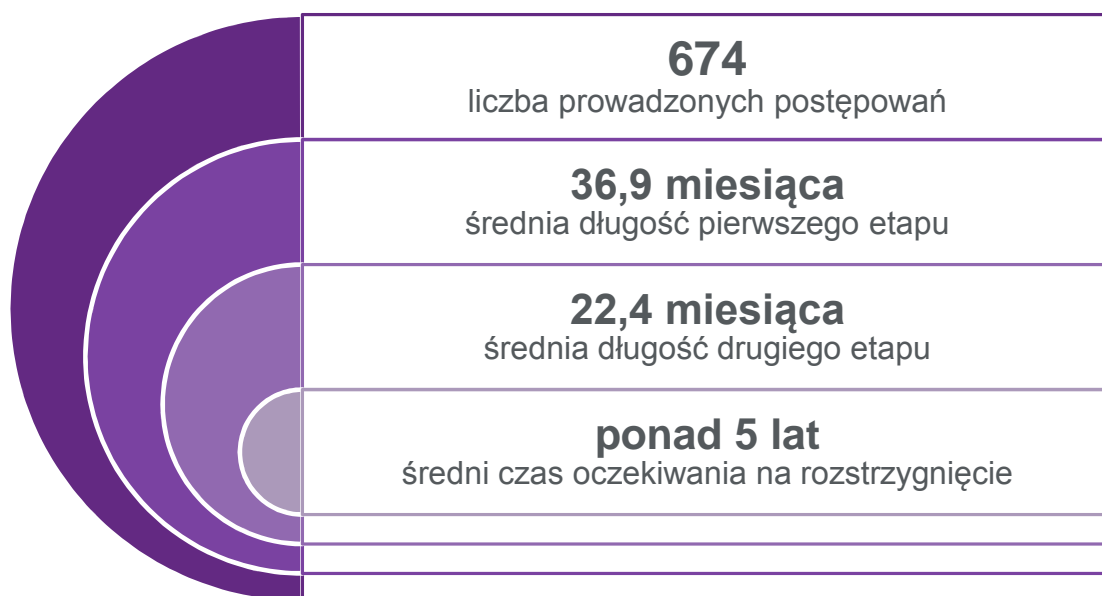 674
liczba prowadzonych postępowań
36,9 miesiąca
średnia długość pierwszego etapu
22,4 miesiąca
średnia długość drugiego etapu
ponad 5 lat
średni czas oczekiwania na rozstrzygnięcie